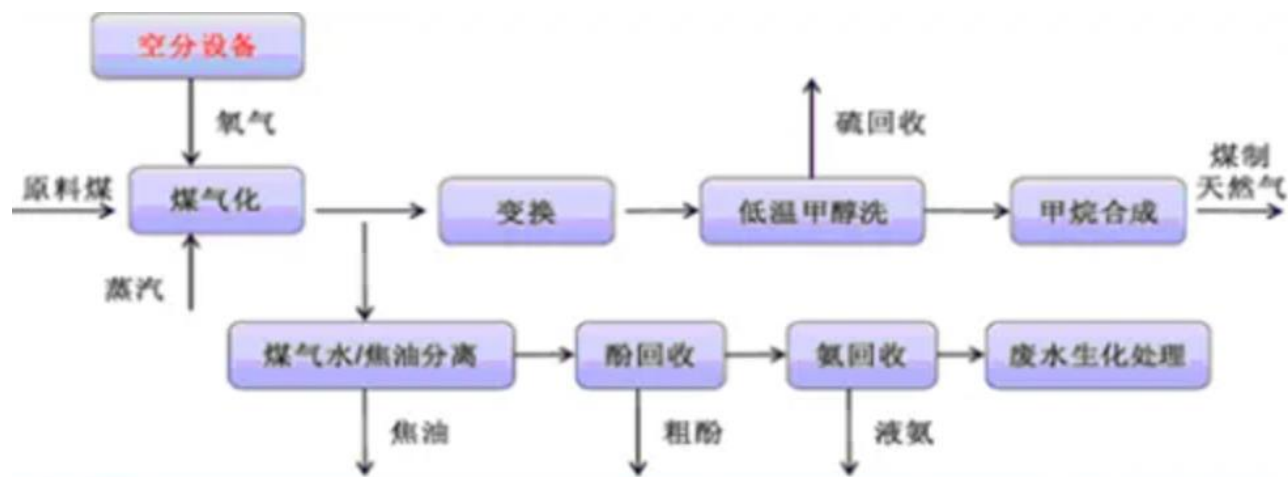 空分设备
氧气
硫回收
原料煤
煤气化
变换
低温甲醇洗
甲烷合成
煤制
天然气
蒸汽
煤气水/焦油分离
酚回收
氨回收
废水生化处理
焦油
粗酚
液氨